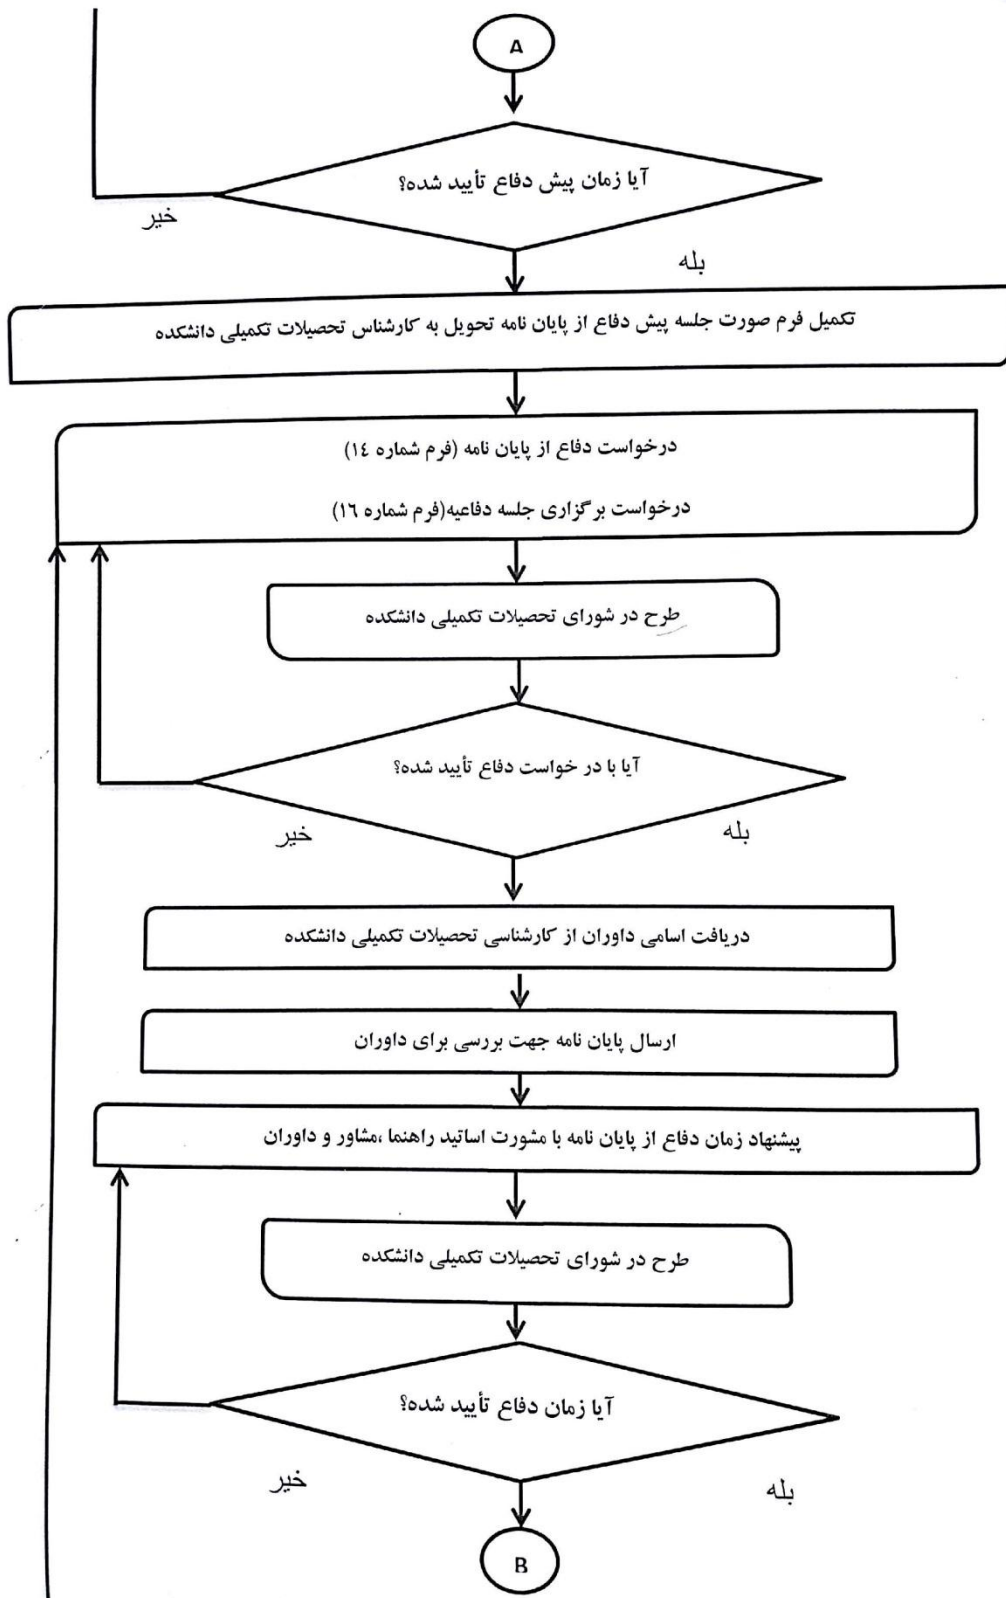 A
آیا زمان پیش دفاع تأیید شده؟
خیر
بله
تکمیل فرم صورت جلسه پیش دفاع از پایان نامه تحویل به کارشناس تحصیلات تکمیلی دانشکده
درخواست دفاع از پایان نامه (فرم شماره ١٤)
درخواست برگزاری جلسه دفاعیه(فرم شماره ١٦)
طرح در شورای تحصیلات تکمیلی دانشکده
آیا با در خواست دفاع تأیید شده؟
بله
خیر
دریافت اسامی داوران از کارشناسی تحصیلات تکمیلی دانشکده
ارسال پایان نامه جهت بررسی برای داوران
پیشنهاد زمان دفاع از پایان نامه با مشورت اساتید راهنما ،مشاور و داوران
طرح در شورای تحصیلات تکمیلی دانشکده
آیا زمان دفاع تأیید شده؟
خیر
بله
B